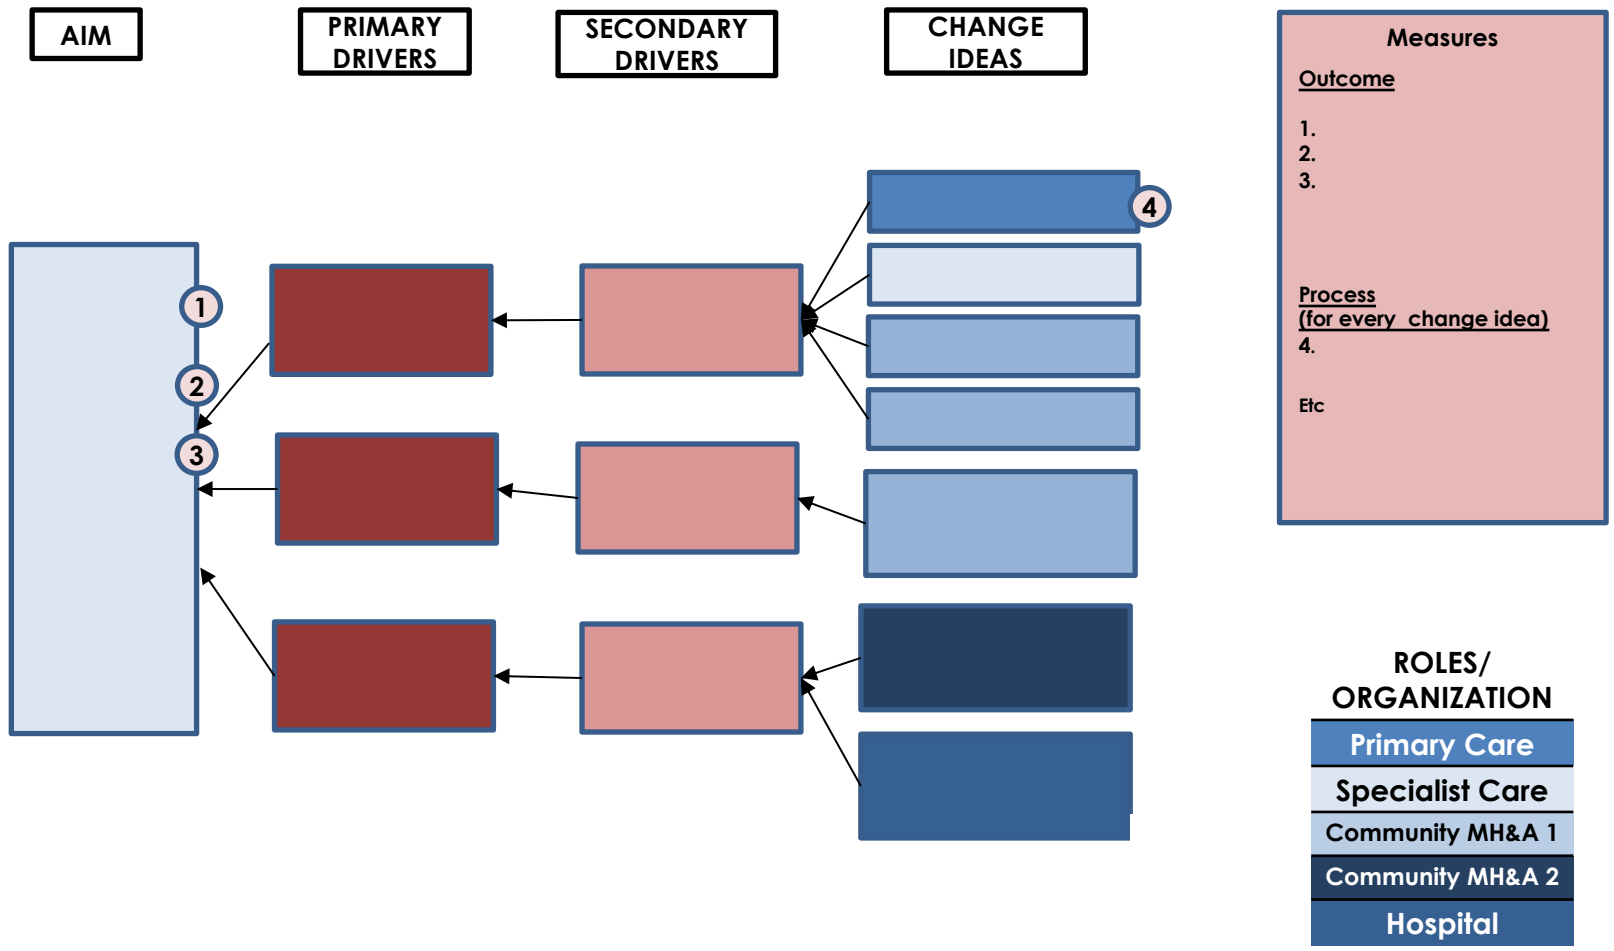 AIM
PRIMARY
DRIVERS
SECONDARY
DRIVERS
CHANGE
IDEAS
Measures
Outcome
1.
2.
3.
Process
(for every change idea)
4.
Etc
4
1
2
3
ROLES/
ORGANIZATION
Primary Care
Specialist Care
Community MH&A 1
Community MH&A 2
Hospital